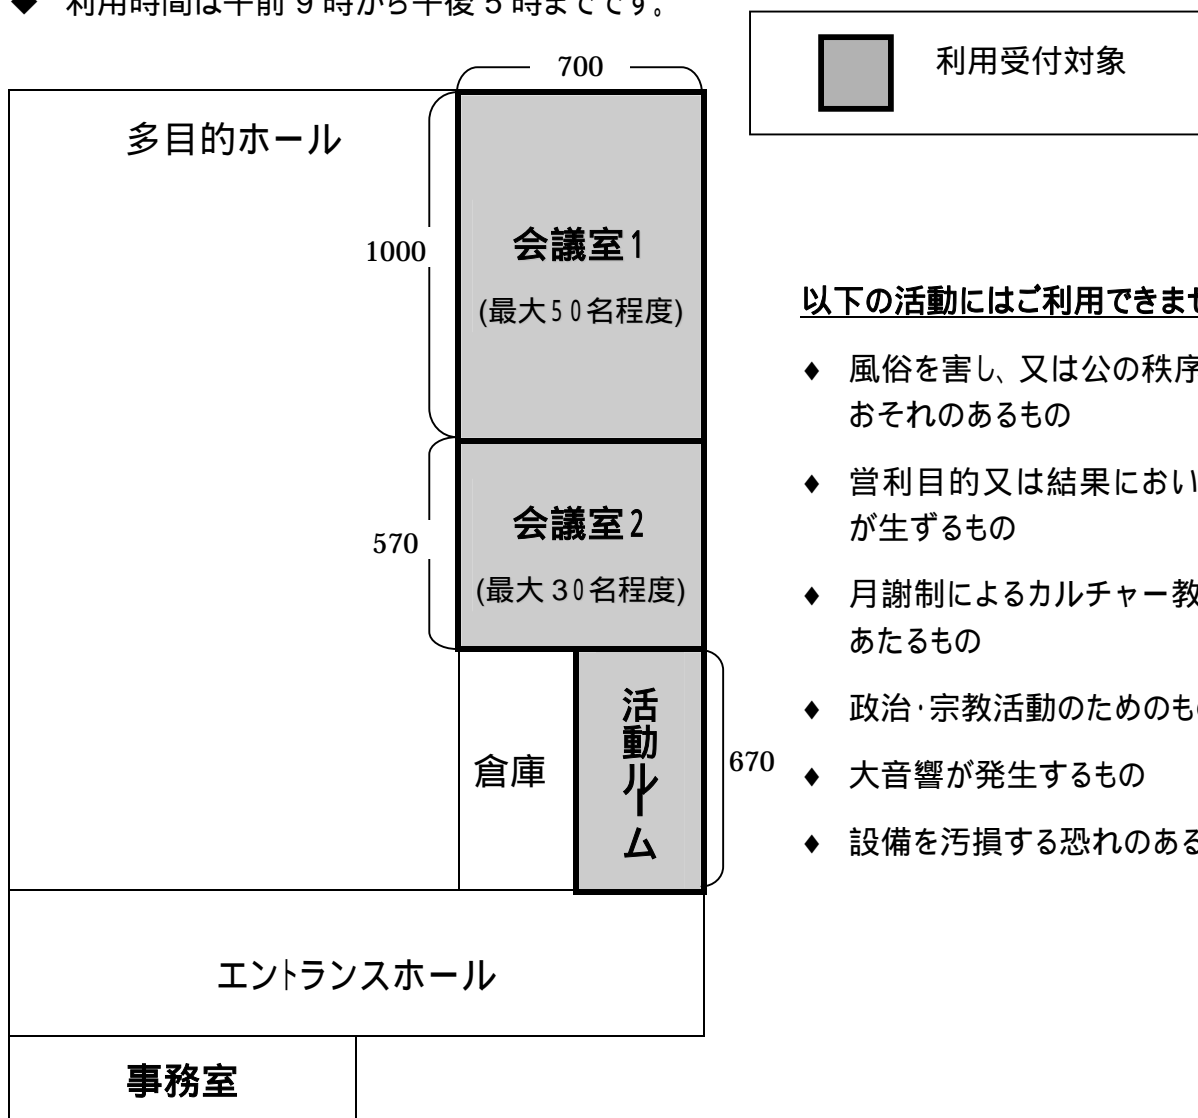 ◆ 利用時間は午前９時から午後５時までです。
700
利用受付対象
多目的ホール
1000
会議室1
(最大50名程度)
570
会議室2
(最大30名程度)
倉庫
活動ルーム
670
エントランスホール
事務室
以下の活動にはご利用できませ
♦ 風俗を害し、又は公の秩序
おそれのあるもの
♦ 営利目的又は結果におい
が生ずるもの
♦ 月謝制によるカルチャー教
あたるもの
♦ 政治・宗教活動のためのもの
♦ 大音響が発生するもの
♦ 設備を汚損する恐れのある